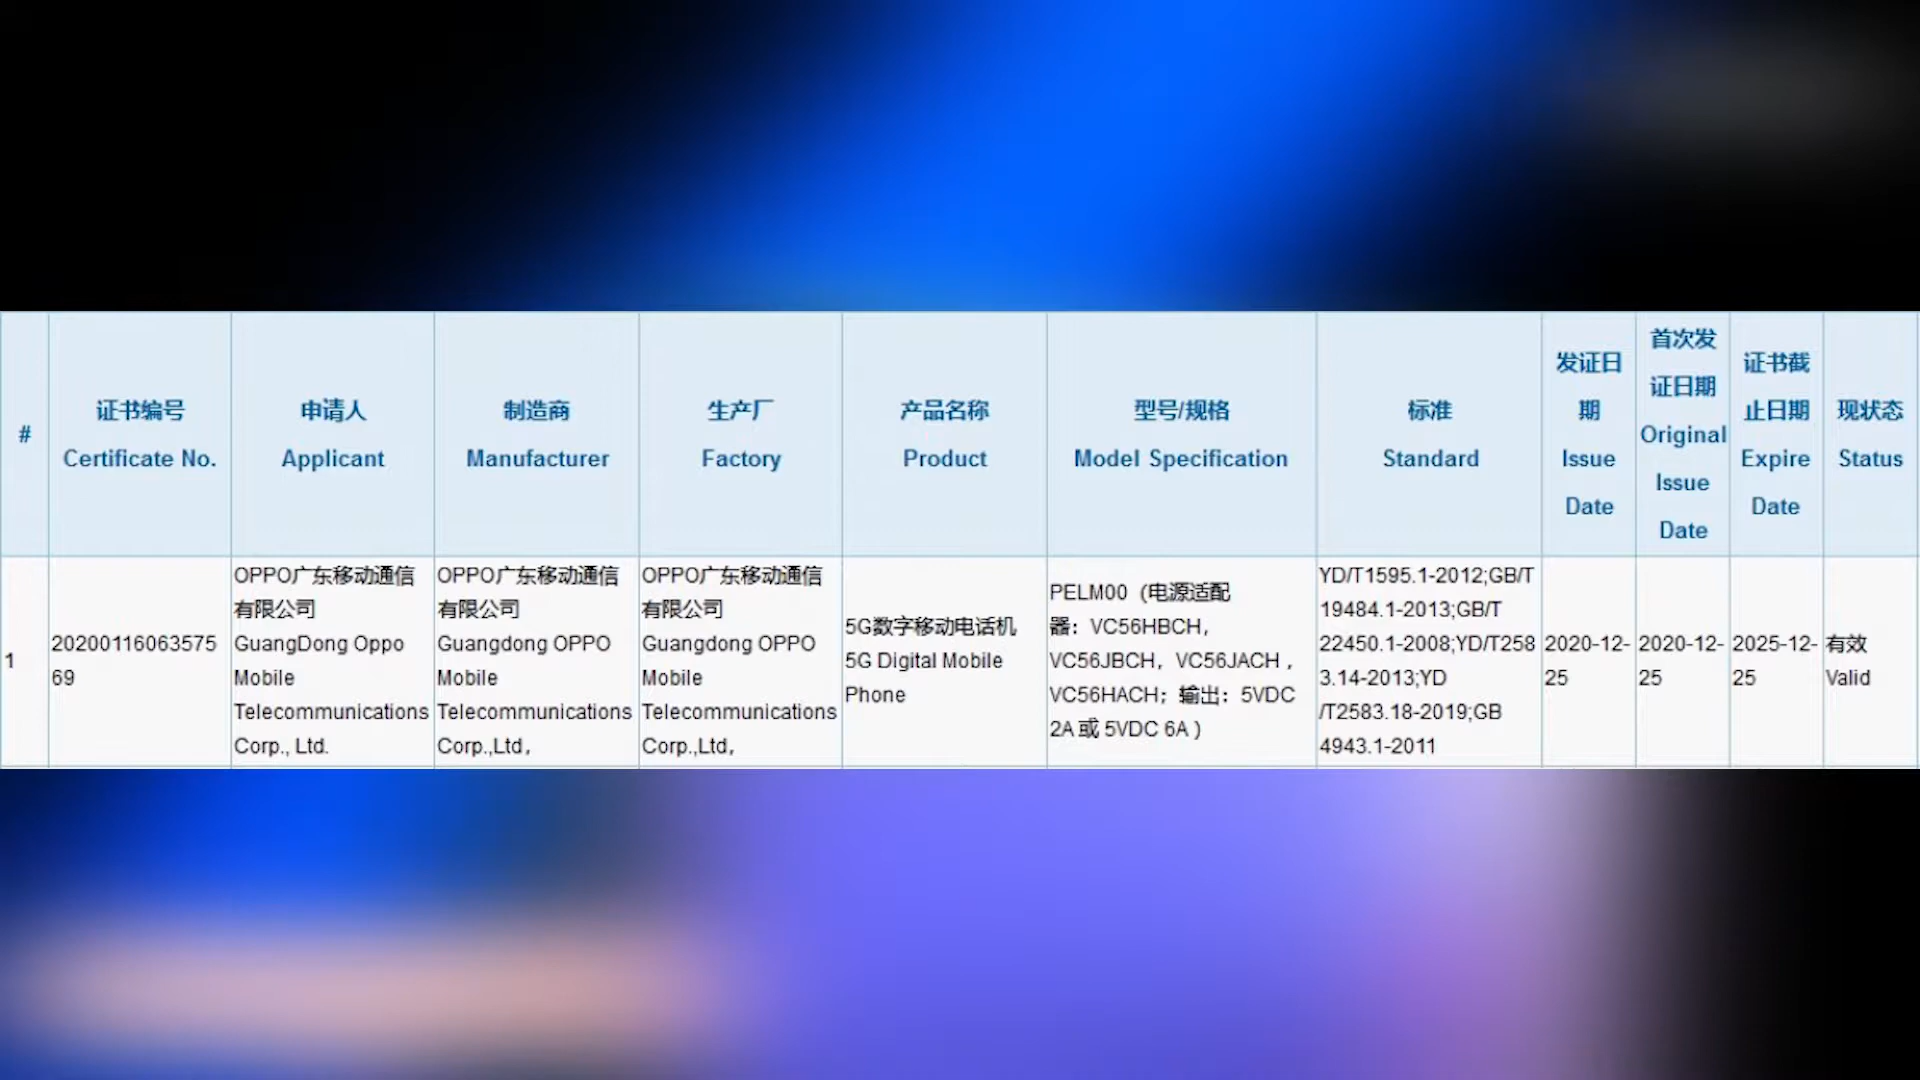 #
证书编号
Certificate No.
申请人
Applicant
制造商
Manufacturer
生产厂
Factory
产品名称
Product
型号/规格
Model Specification
标准
Standard
发证日
期
Issue
Date
首次发
证日期
Original
Issue
Date
证书截
止日期
Expire
Date
现状态
Status
1
20200116063575
69
OPPO广东移动通信
有限公司
GuangDong Oppo
Mobile
Telecommunications
Corp., Ltd.
OPPO广东移动通信
有限公司
Guangdong OPPO
Mobile
Telecommunications
Corp.,Ltd，
OPPO广东移动通信
有限公司
Guangdong OPPO
Mobile
Telecommunications
Corp.,Ltd，
5G数字移动电话机
5G Digital Mobile
Phone
PELM00（电源适配
器：VC56HBCH，
VC56JBCH，VC56JACH，
VC56HACH；输出：5VDC
2A 或 5VDC 6A ）
YD/T1595.1-2012;GB/T
19484.1-2013;GB/T
22450.1-2008;YD/T258
3.14-2013;YD
/T2583.18-2019;GB
4943.1-2011
2020-12-
25
2020-12-
25
2025-12-
25
有效
Valid